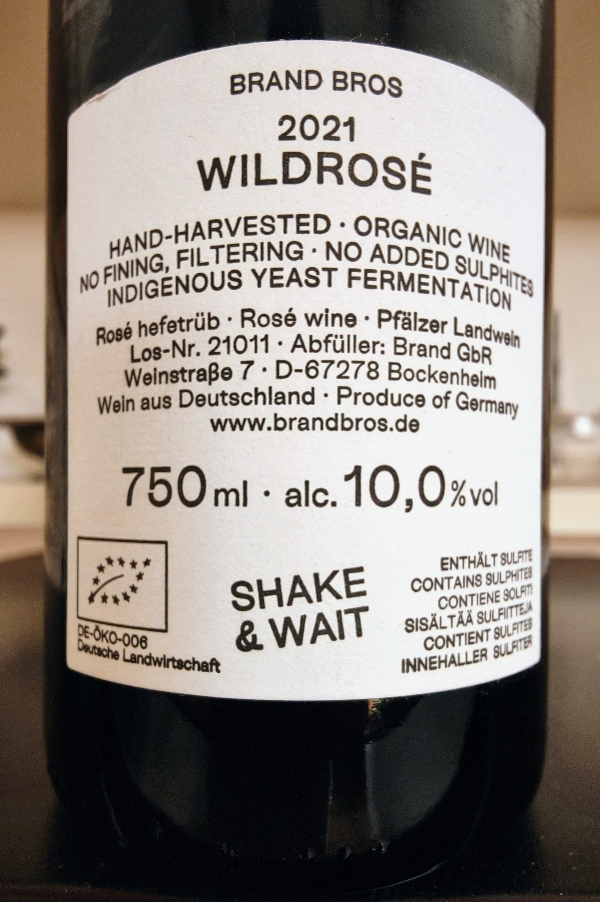 BRAND BROS
2021
WILDROSÉ
HAND-HARVESTED · ORGANIC WINE
NO FINING, FILTERING · NO ADDED SULPHITES
INDIGENOUS YEAST FERMENTATION
Rosé hefetrüb · Rosé wine · Pfälzer Landwein
Los-Nr. 21011 · Abfüller: Brand GbR
Weinstraße 7 · D-67278 Bockenheim
Wein aus Deutschland · Produce of Germany
www.brandbros.de
750 ml · alc. 10,0 % vol
DE-ÖKO-006
Deutsche Landwirtschaft
SHAKE
& WAIT
ENTHÄLT SULFITE
CONTAINS SULPHITES
CONTIENE SOLFITI
SISÄLTÄÄ SULFIITTEJA
CONTIENT SULFITES
INNEHALLER SULFITER